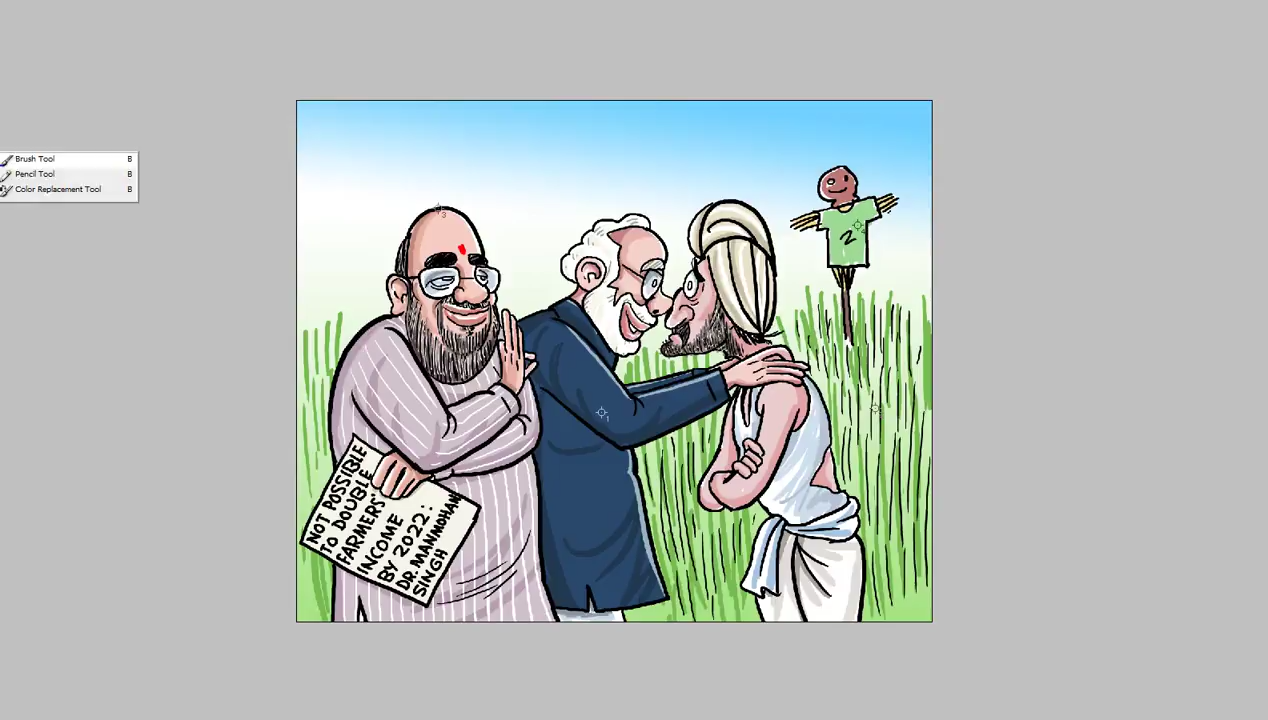 Brush Tool B
Pencil Tool B
Color Replacement Tool B
2
NOT POSSIBLE
TO DOUBLE
FARMERS'
INCOME
BY 2022:
DR. MANMOHAN
SINGH